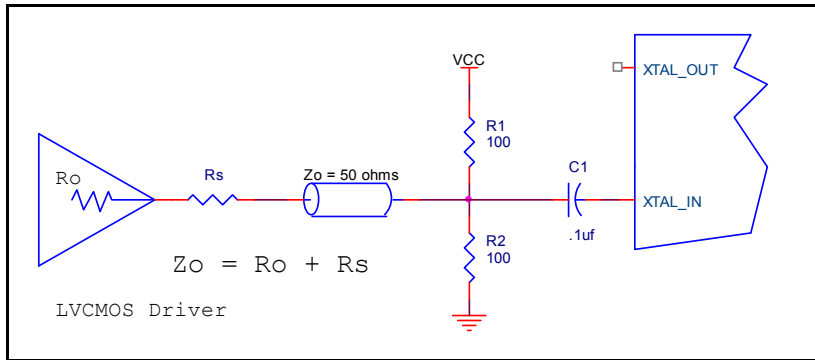 VCC
XTAL_OUT
R1
100
Ro
Rs
Zo = 50 ohms
C1
XTAL_IN
.1uf
R2
100
Zo = Ro + Rs
LVCMOS Driver